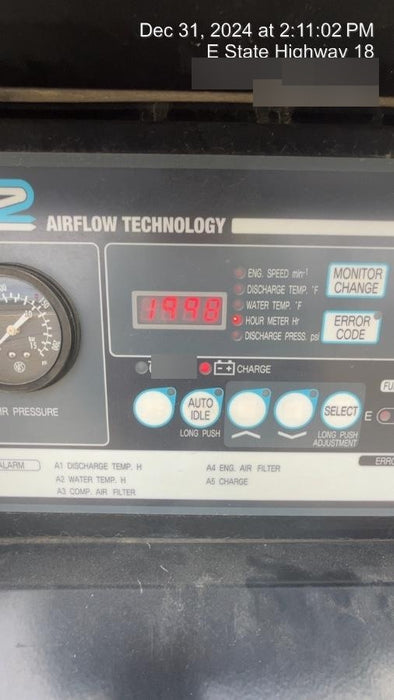 Dec 31, 2024 at 2:11:02 PM
E State Highway 18
2
AIRFLOW TECHNOLOGY
ENG. SPEED min-1
DISCHARGE TEMP. °F
WATER TEMP. °F
HOUR METER Hr
DISCHARGE PRESS. psi
MONITOR
CHANGE
ERROR
CODE
1998
CHARGE
AUTO
IDLE
SELECT
E
LONG PUSH
LONG PUSH
ADJUSTMENT
FU
IR PRESSURE
ALARM
A1 DISCHARGE TEMP. H
A2 WATER TEMP. H
A3 COMP. AIR FILTER
A4 ENG. AIR FILTER
A5 CHARGE
ERRO